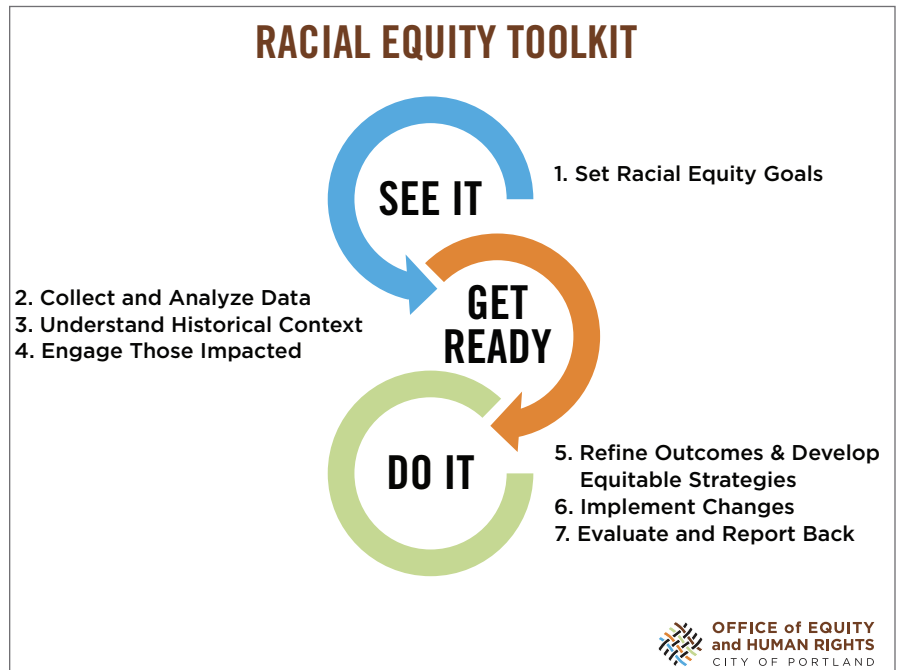 RACIAL EQUITY TOOLKIT
SEE IT
1. Set Racial Equity Goals
GET
READY
2. Collect and Analyze Data
3. Understand Historical Context
4. Engage Those Impacted
DO IT
5. Refine Outcomes & Develop
Equitable Strategies
6. Implement Changes
7. Evaluate and Report Back
OFFICE of EQUITY
and HUMAN RIGHTS
CITY OF PORTLAND